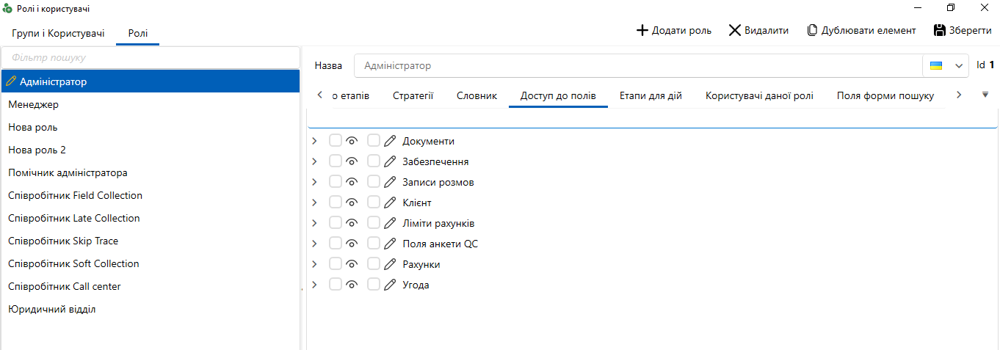 Ролі і користувачі
Групи і Користувачі Ролі
Додати роль Видалити Дублювати елемент Зберегти
Фільтр пошуку
Адміністратор
Менеджер
Нова роль
Нова роль 2
Помічник адміністратора
Співробітник Field Collection
Співробітник Late Collection
Співробітник Skip Trace
Співробітник Soft Collection
Співробітник Call center
Юридичний відділ
Назва Адміністратор Id 1
о етапів Стратегії Словник Доступ до полів Етапи для дій Користувачі даної ролі Поля форми пошуку
Документи
Забезпечення
Записи розмов
Клієнт
Ліміти рахунків
Поля анкети QC
Рахунки
Угода